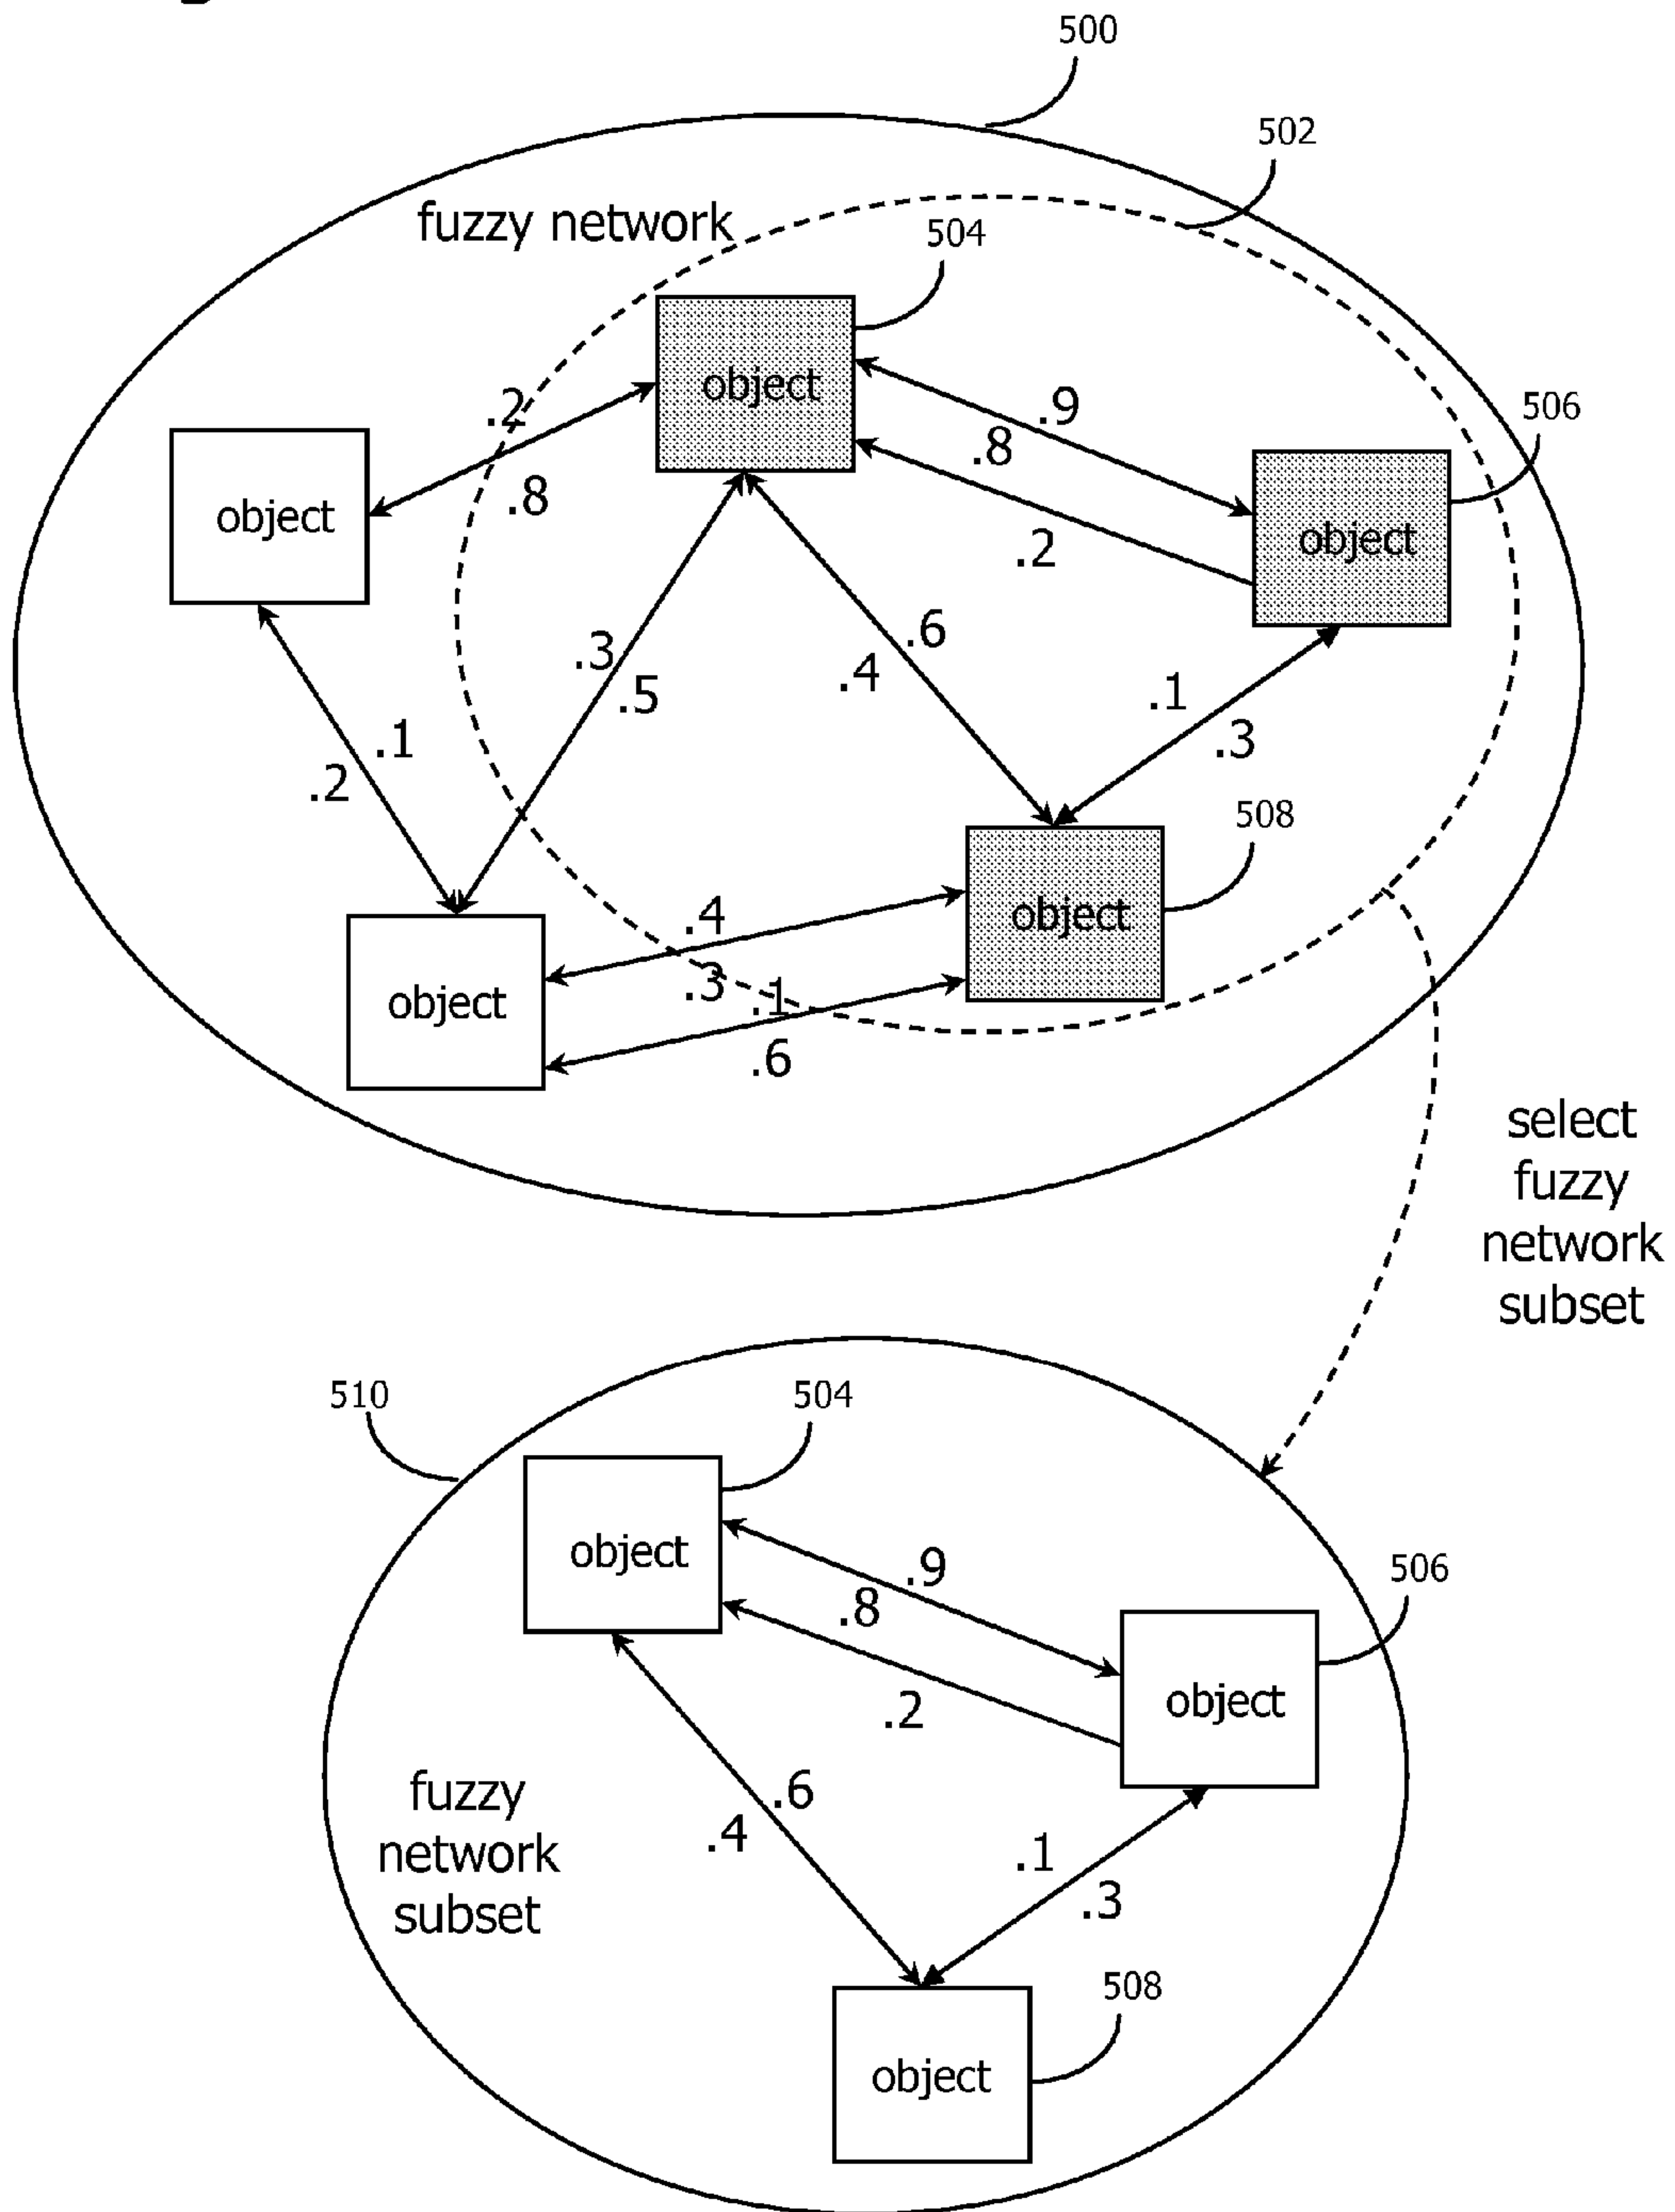 500
502
fuzzy network
504
.2
object
.9
506
.8
object
.8
object
.2
object
.3
.6
.4
.5
.1
.1
.3
.2
508
.4
object
.3
.1
object
.6
select
fuzzy
network
subset
510
504
object
.9
506
.8
object
.2
fuzzy
network
subset
.6
.4
.1
.3
508
object